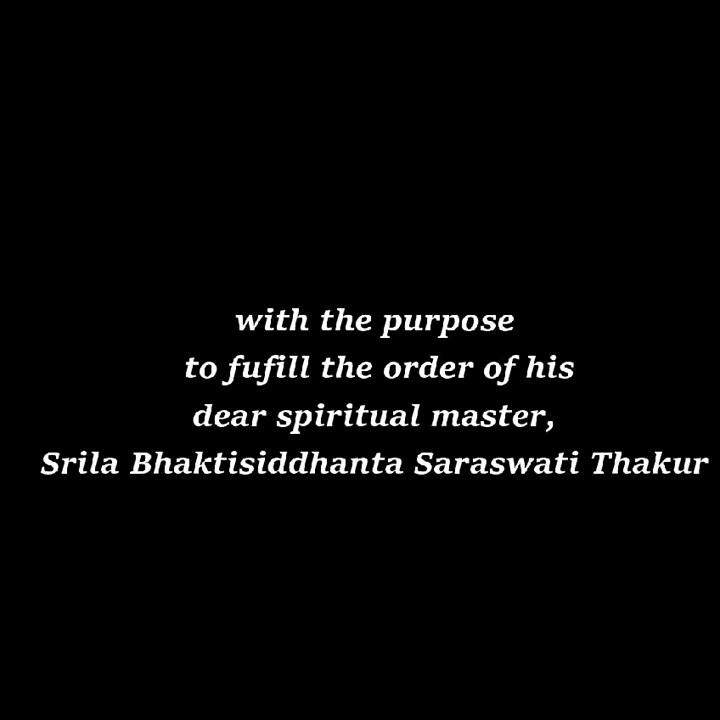 with the purpose
to fufill the order of his
dear spiritual master,
Srila Bhaktisiddhanta Saraswati Thakur